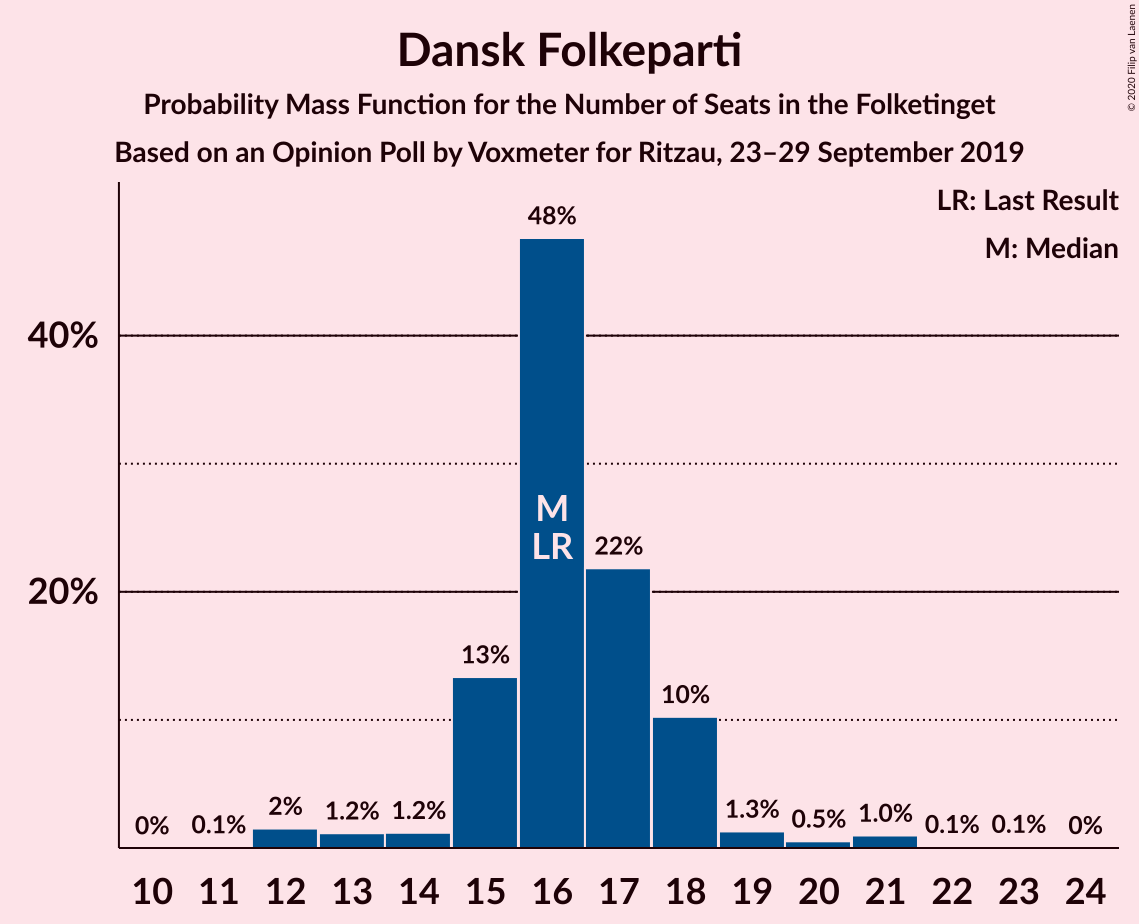 Dansk Folkeparti
Probability Mass Function for the Number of Seats in the Folketinget
Based on an Opinion Poll by Voxmeter for Ritzau, 23–29 September 2019
© 2020 Filip van Laenen
LR: Last Result
M: Median
40%
20%
0%
0.1%
2%
1.2%
1.2%
13%
48%
M
LR
22%
10%
1.3%
0.5%
1.0%
0.1%
0.1%
0%
10 11 12 13 14 15 16 17 18 19 20 21 22 23 24